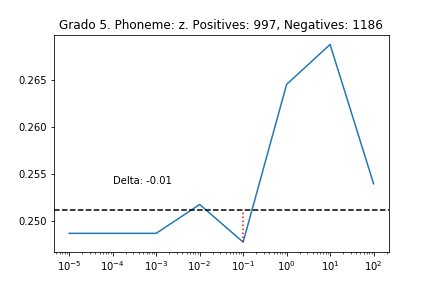 Grado 5. Phoneme: z. Positives: 997, Negatives: 1186
0.265
0.260
Delta: -0.01
0.255
0.250
10⁻⁵ 10⁻⁴ 10⁻³ 10⁻² 10⁻¹ 10⁰ 10¹ 10²